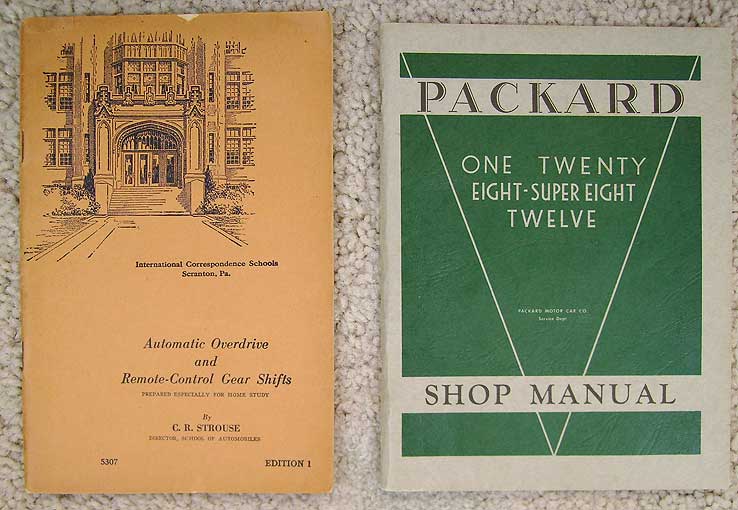 International Correspondence Schools
Scranton, Pa.
Automatic Overdrive
and
Remote-Control Gear Shifts
PREPARED ESPECIALLY FOR HOME STUDY
By
C. R. STROUSE
DIRECTOR, SCHOOL OF AUTOMOBILES
5307
EDITION 1
PACKARD
ONE TWENTY
EIGHT-SUPER EIGHT
TWELVE
PACKARD MOTOR CAR CO.
Service Dept
SHOP MANUAL